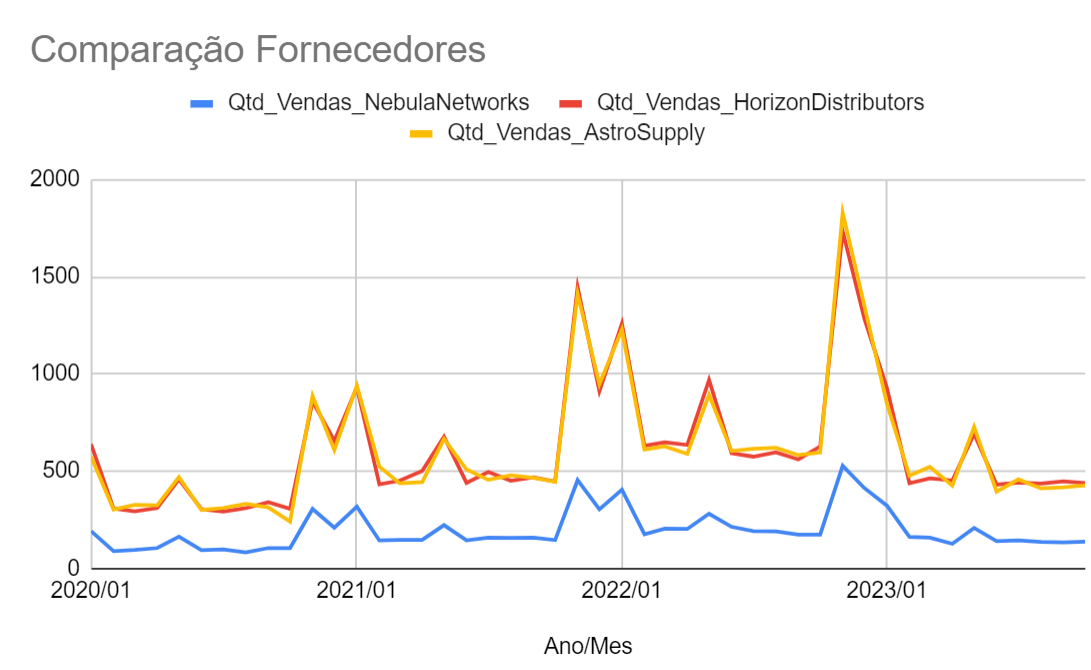 Comparação Fornecedores
Qtd_Vendas_NebulaNetworks Qtd_Vendas_HorizonDistributors
Qtd_Vendas_AstroSupply
2000
1500
1000
500
0
2020/01 2021/01 2022/01 2023/01
Ano/Mes